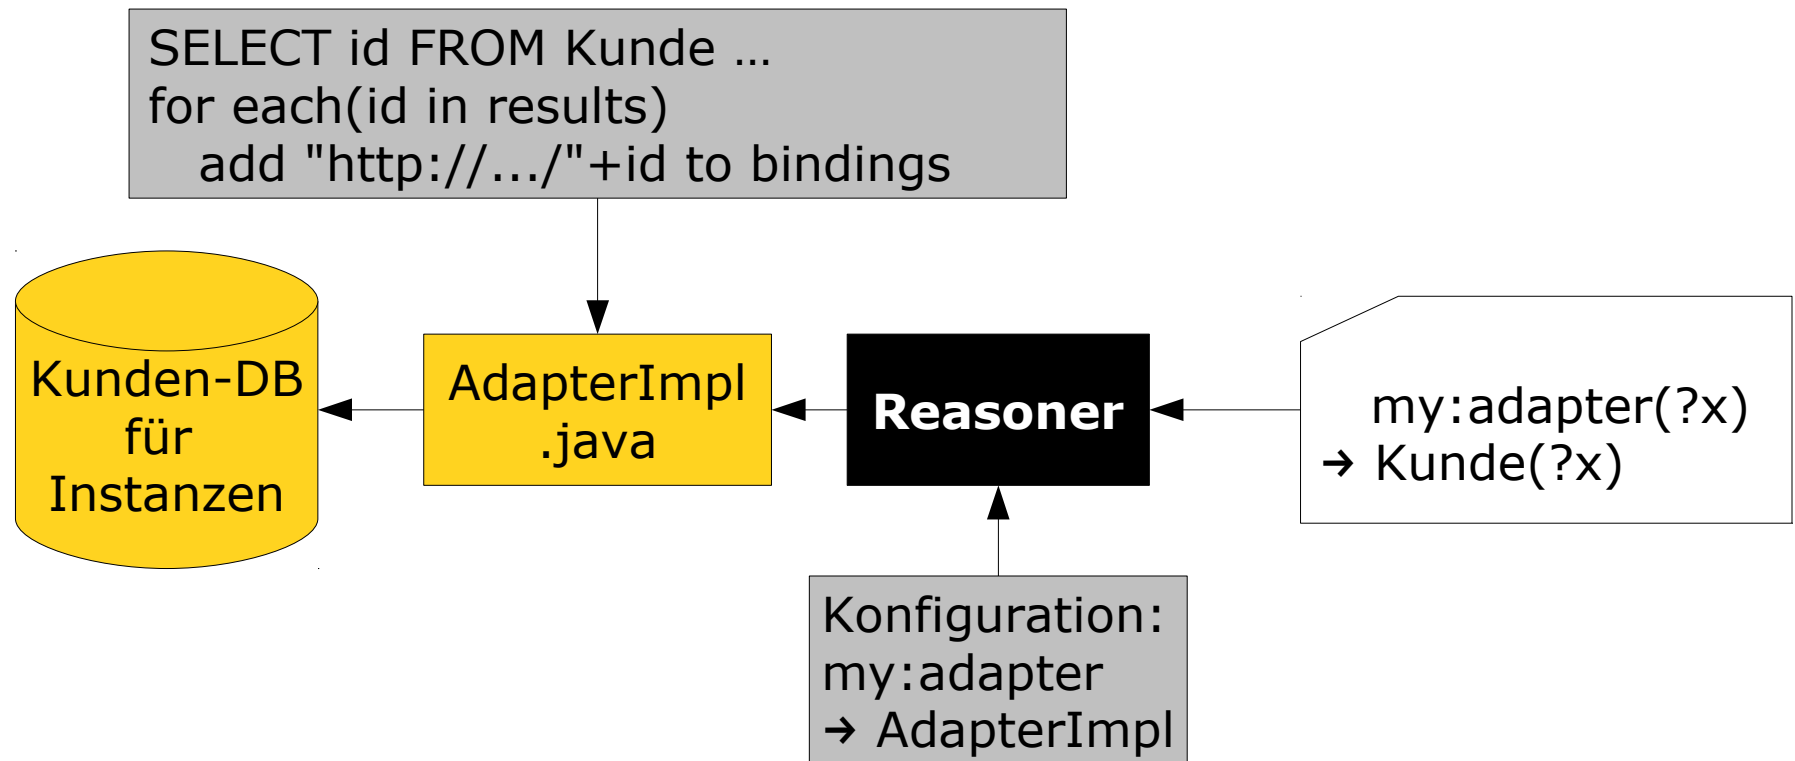 SELECT id FROM Kunde ...
for each(id in results)
add "http://.../"+id to bindings
Kunden-DB
für
Instanzen
AdapterImpl
.java
Reasoner
my:adapter(?x)
→ Kunde(?x)
Konfiguration:
my:adapter
→ AdapterImpl